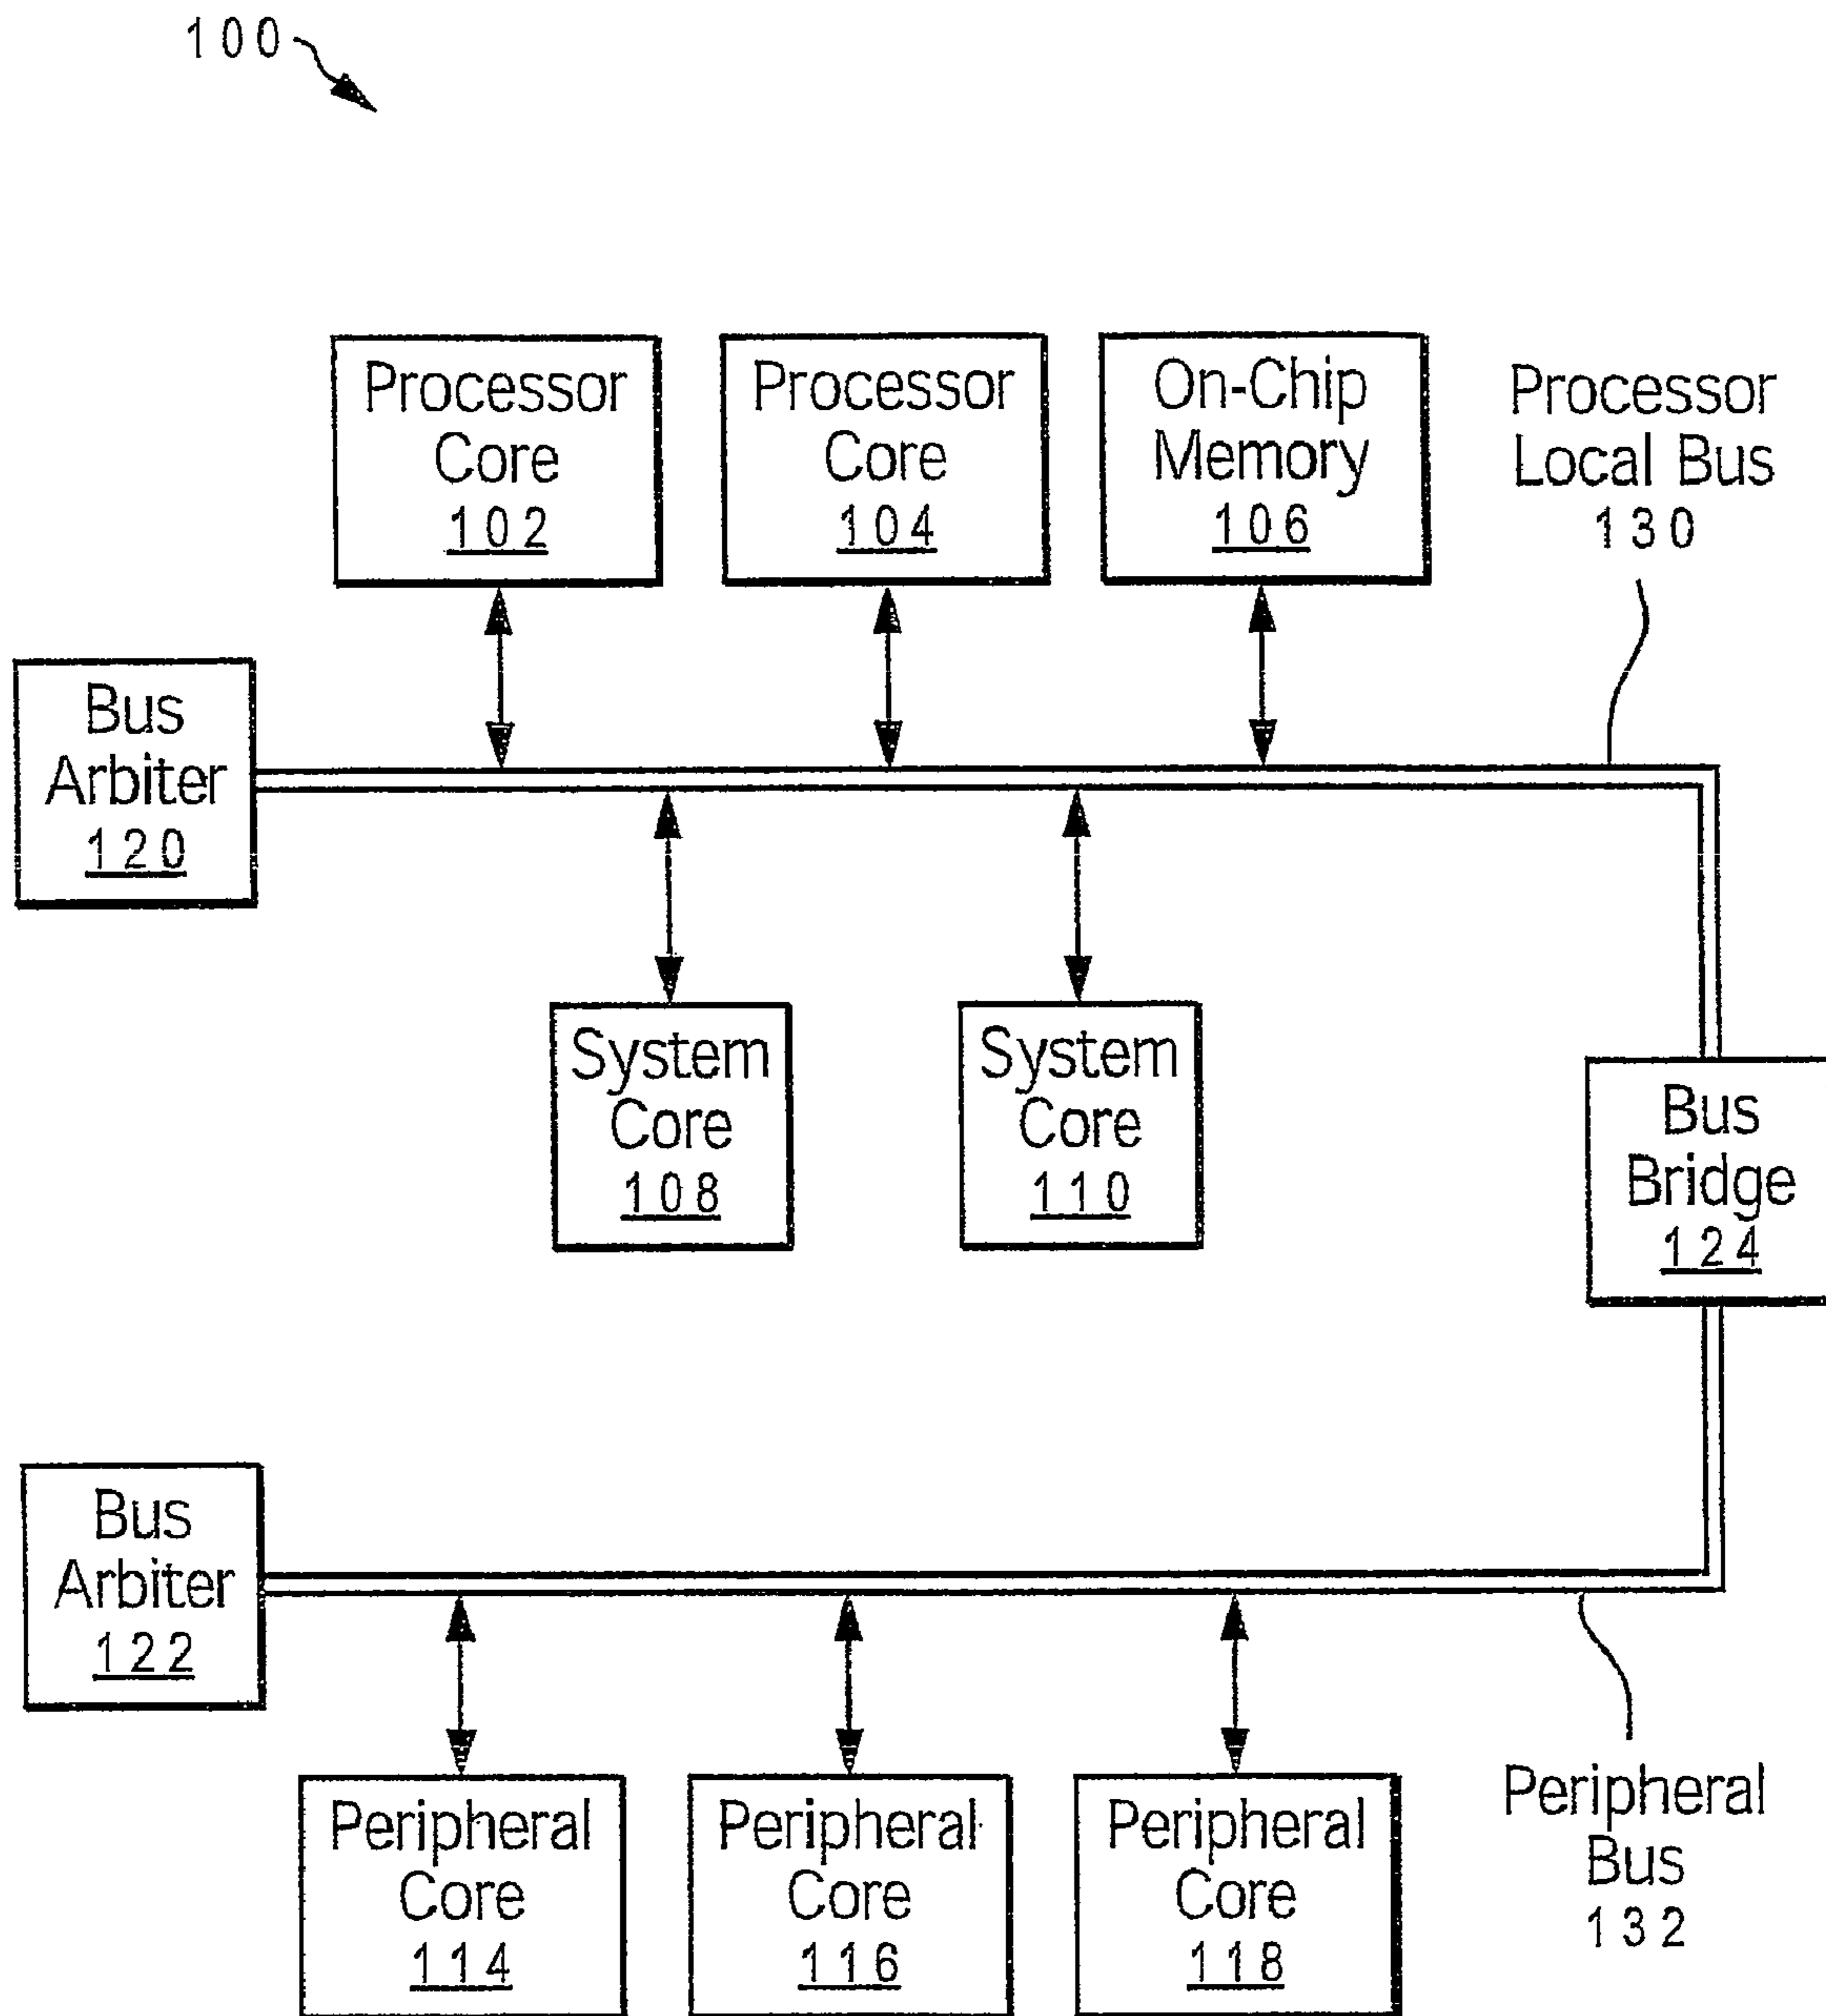 100
Processor
Core
102
Processor
Core
104
On-Chip
Memory
106
Processor
Local Bus
130
Bus
Arbiter
120
System
Core
108
System
Core
110
Bus
Bridge
124
Bus
Arbiter
122
Peripheral
Core
114
Peripheral
Core
116
Peripheral
Core
118
Peripheral
Bus
132